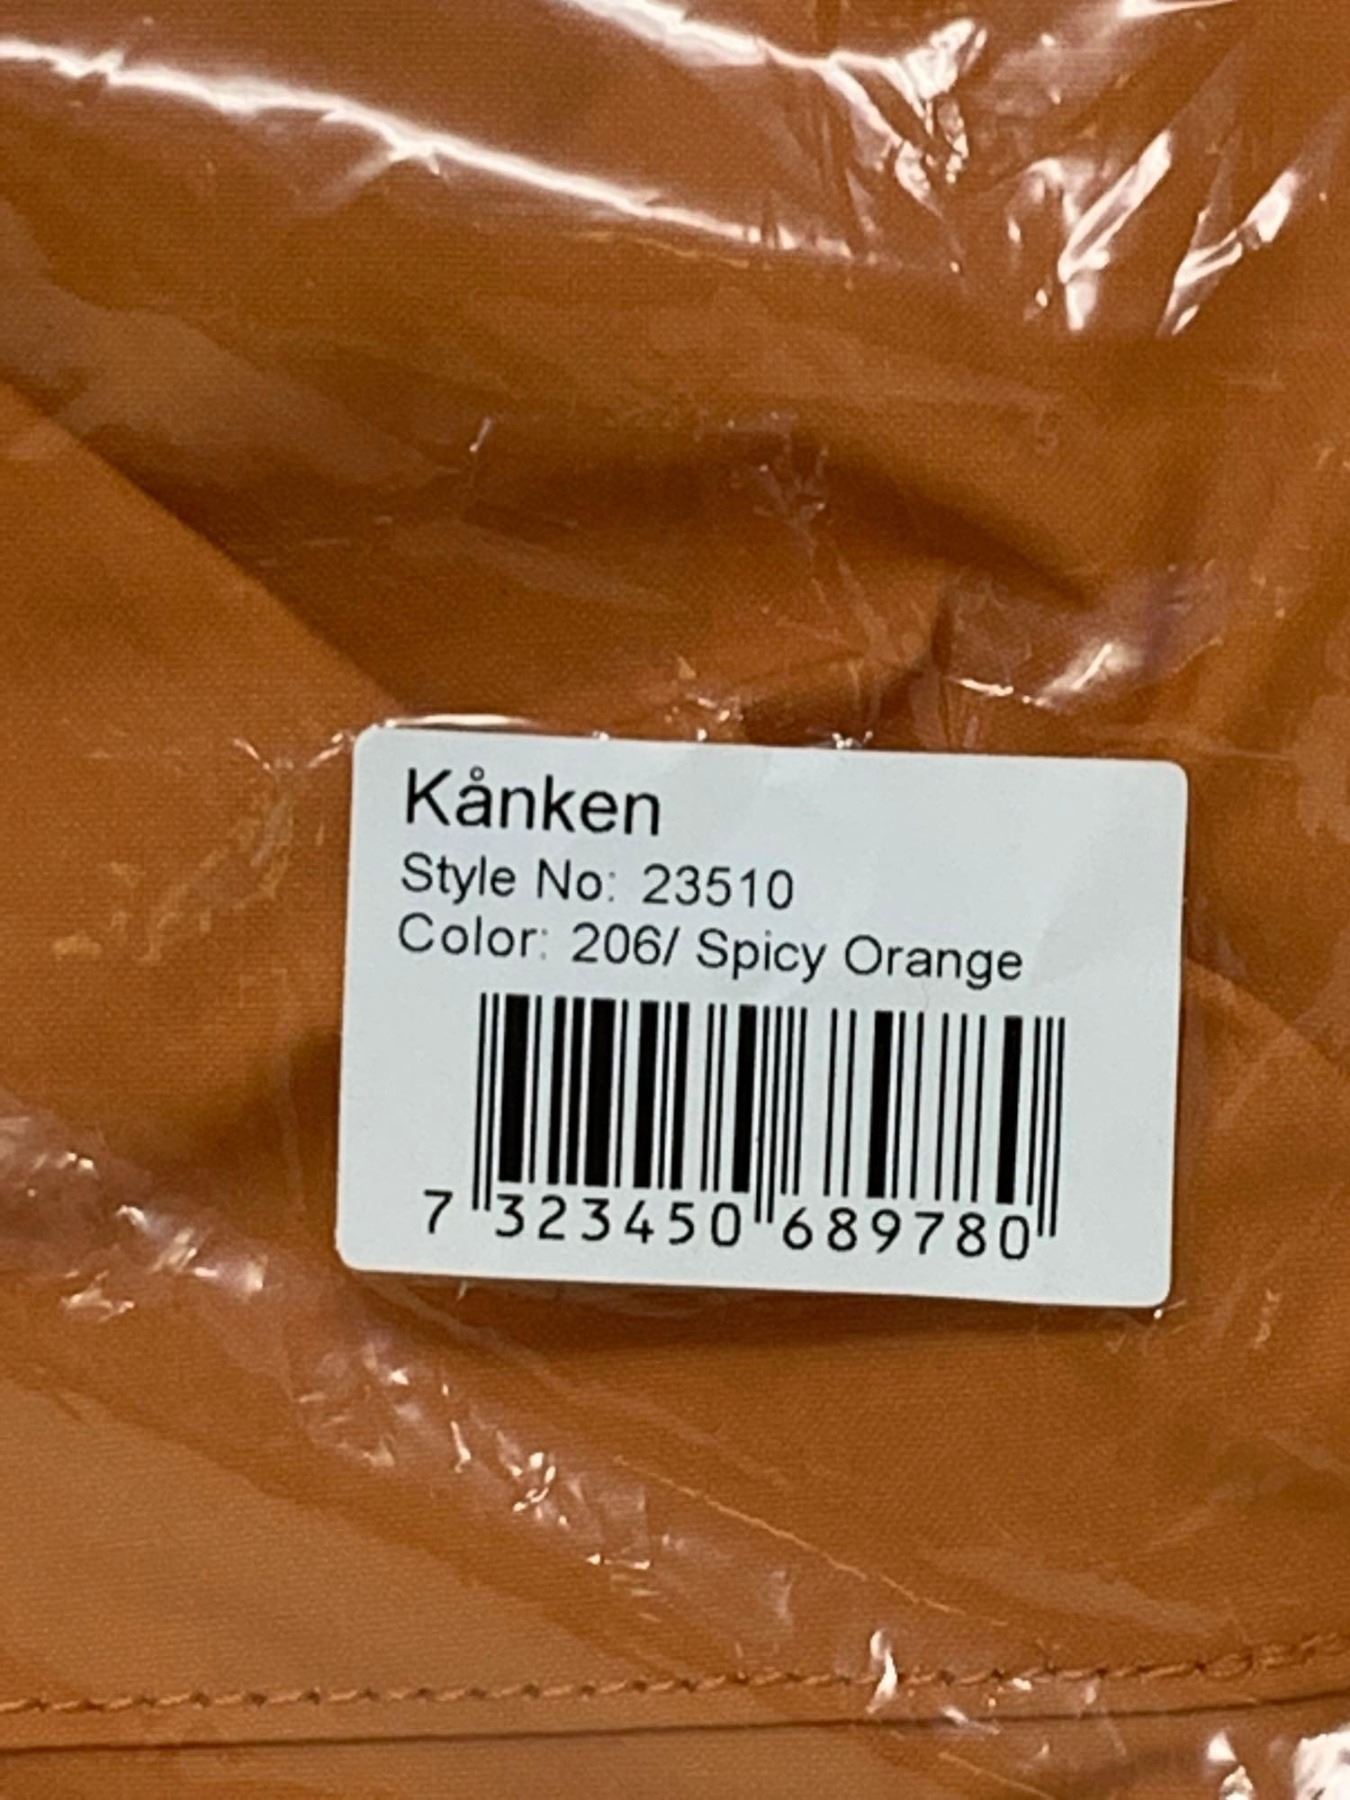 Kånken
Style No: 23510
Color: 206/ Spicy Orange
7 323450 689780